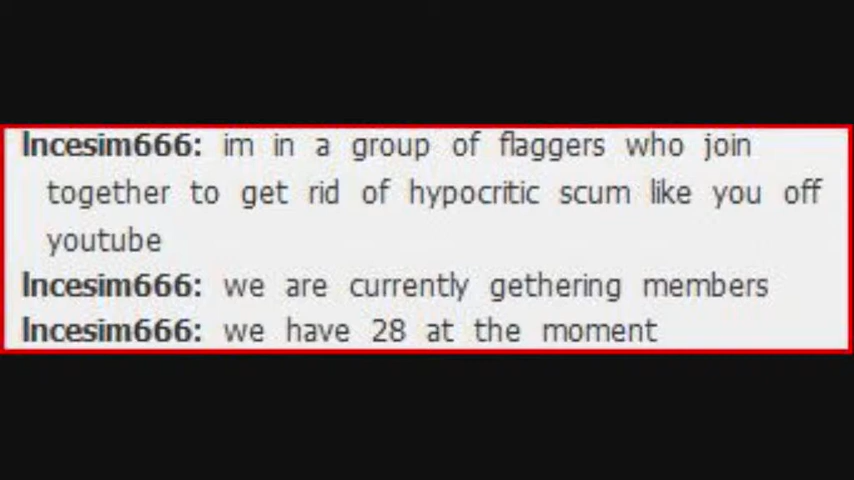 Incesim666: im in a group of flaggers who join
together to get rid of hypocritic scum like you off
youtube
Incesim666: we are currently gethering members
Incesim666: we have 28 at the moment